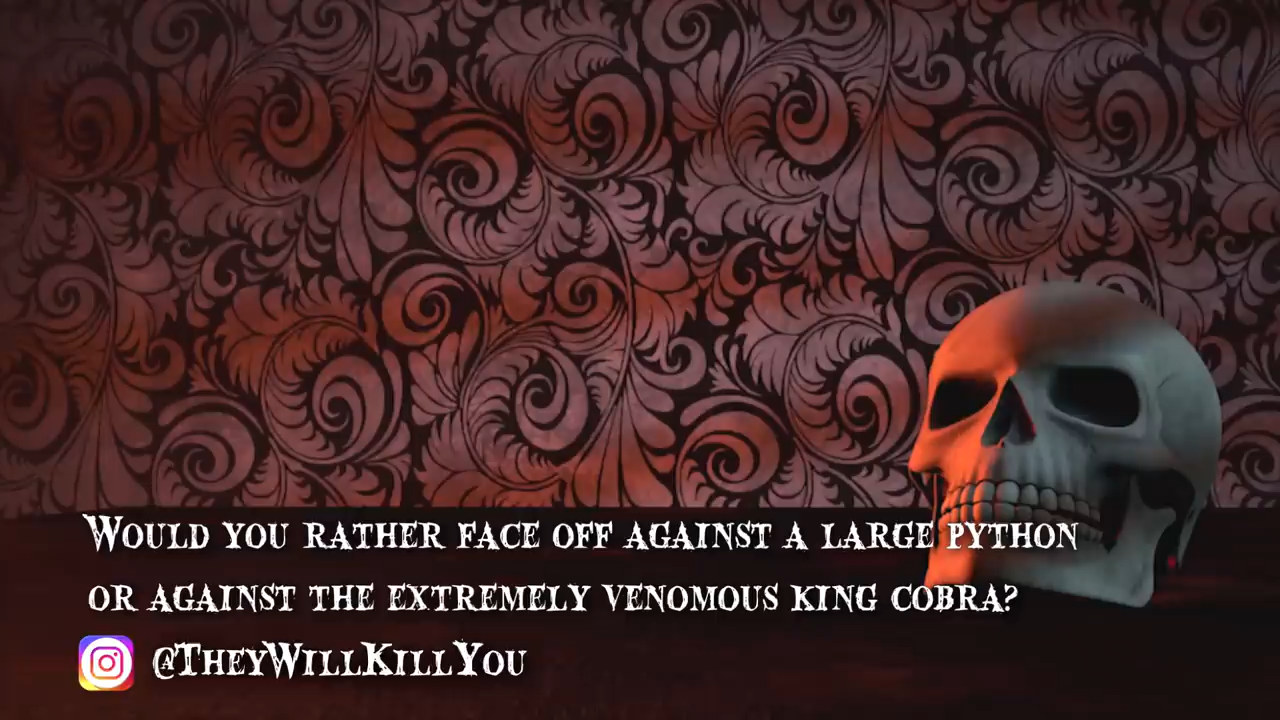 Would you rather face off against a large python
or against the extremely venomous king cobra?
@TheyWillKillYou